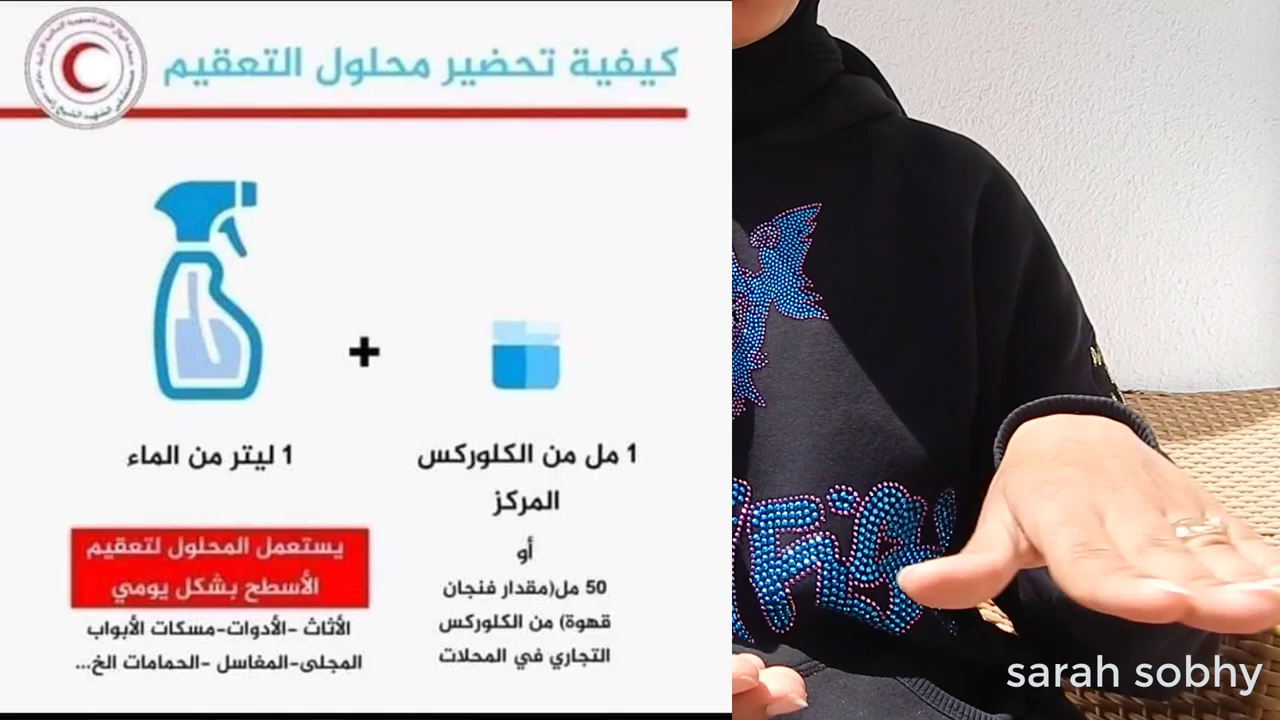 كيفية تحضير محلول التعقيم
+
1 مل من الكلوركس
المركز
أو
50 مل(مقدار فنجان
قهوة) من الكلوركس
التجاري في المحلات
1 ليتر من الماء
يستعمل المحلول لتعقيم
الأسطح بشكل يومي
الأثاث -الأدوات-مسكات الأبواب
المجلى-المغاسل -الحمامات الخ...
sarah sobhy